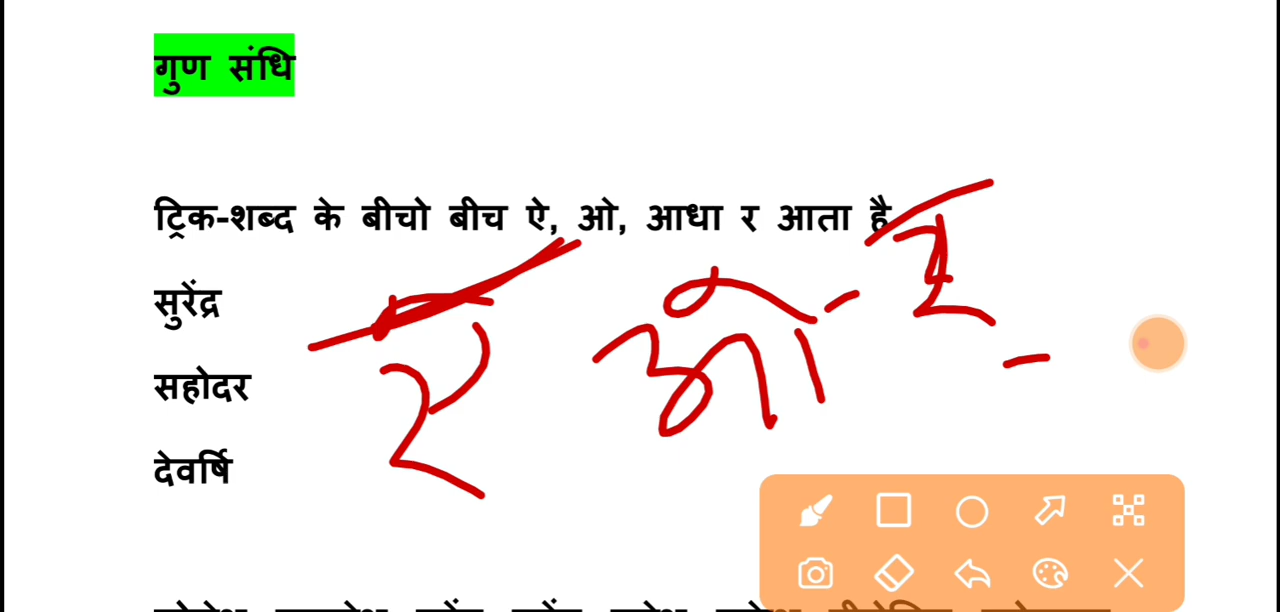 गुण संधि
ट्रिक-शब्द के बीचो बीच ऐ, ओ, आधा र आता है
सुरेंद्र
सहोदर
देवर्षि
ए ओ - र् -